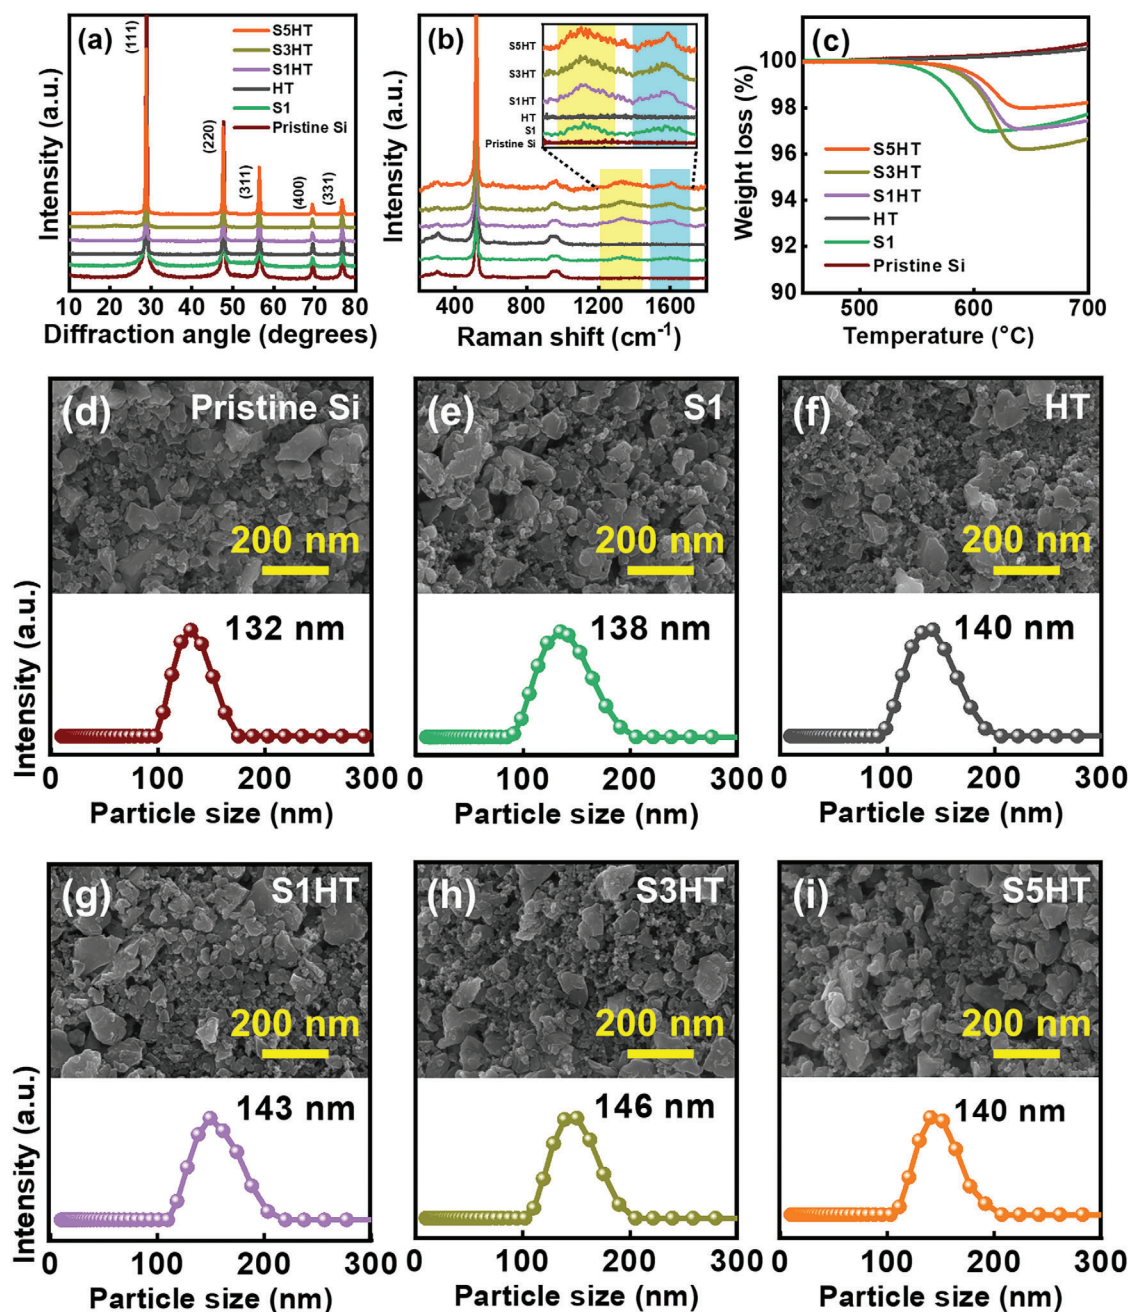 (a)
S5HT
S3HT
S1HT
HT
S1
Pristine Si
(111)
(220)
(311)
(400)
(331)
Intensity (a.u.)
10 20 30 40 50 60 70 80
Diffraction angle (degrees)
(b)
S5HT
S3HT
S1HT
HT
S1
Pristine Si
Intensity (a.u.)
400 800 1200 1600
Raman shift (cm-1)
(c)
100
98
96
94
92
90
Weight loss (%)
S5HT
S3HT
S1HT
HT
S1
Pristine Si
500 600 700
Temperature (°C)
(d) Pristine Si
200 nm
132 nm
Intensity (a.u.)
0 100 200 300
Particle size (nm)
(e) S1
200 nm
138 nm
0 100 200 300
Particle size (nm)
(f) HT
200 nm
140 nm
0 100 200 300
Particle size (nm)
(g) S1HT
200 nm
143 nm
Intensity (a.u.)
0 100 200 300
Particle size (nm)
(h) S3HT
200 nm
146 nm
0 100 200 300
Particle size (nm)
(i) S5HT
200 nm
140 nm
0 100 200 300
Particle size (nm)